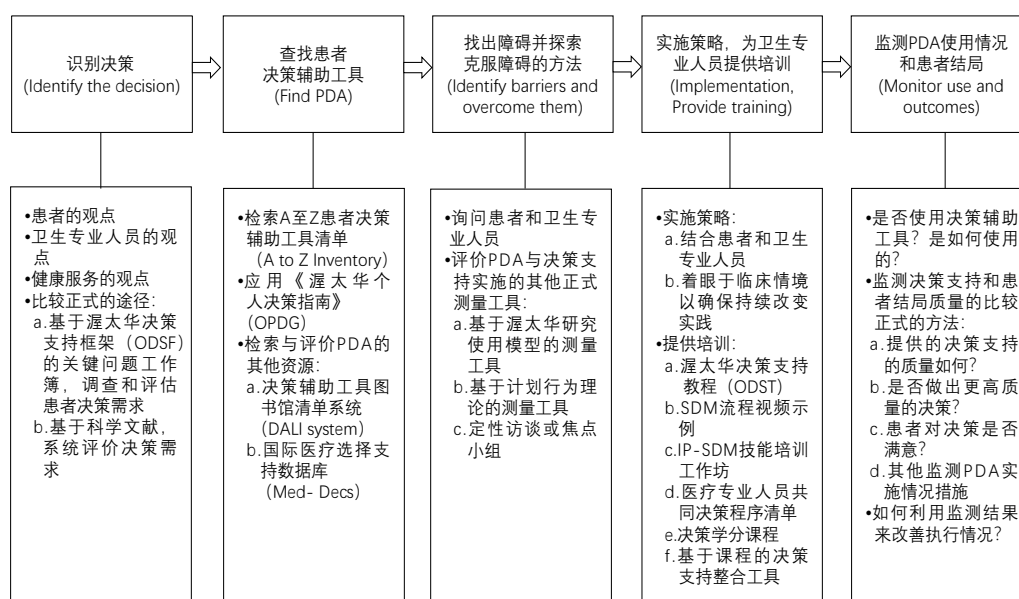 识别决策
(Identify the decision)
查找患者
决策辅助工具
(Find PDA)
找出障碍并探索
克服障碍的方法
(Identify barriers and
overcome them)
实施策略，为卫生专
业人员提供培训
(Implementation,
Provide training)
监测PDA使用情况
和患者结局
(Monitor use and
outcomes)
•患者的观点
•卫生专业人员的观
点
•健康服务的观点
•比较正式的途径：
a.基于渥太华决策
支持框架（ODSF）
的关键问题工作
簿，调查和评估
患者决策需求
b.基于科学文献，
系统评价决策需
求
•检索A至Z患者决策
辅助工具清单
（A to Z Inventory）
•应用《渥太华个
人决策指南》
(OPDG)
•检索与评价PDA的
其他资源：
a.决策辅助工具图
书馆清单系统
(DALI system)
b.国际医疗选择支
持数据库
（Med- Decs）
•询问患者和卫生专
业人员
•评价PDA与决策支
持实施的其他正式
测量工具：
a.基于渥太华研究
使用模型的测量
工具
b.基于计划行为理
论的测量工具
c.定性访谈或焦点
小组
•实施策略：
a.结合患者和卫生
专业人员
b.着眼于临床情境
以确保持续改变
实践
•提供培训：
a.渥太华决策支持
教程（ODST）
b.SDM流程视频示
例
c.IP-SDM技能培训
工作坊
d.医疗专业人员共
同决策程序清单
e.决策学分课程
f.基于课程的决策
支持整合工具
•是否使用决策辅助
工具？是如何使用
的？
•监测决策支持和患
者结局质量的比较
正式的方法：
a.提供的决策支持
的质量如何？
b.是否做出更高质
量的决策？
c.患者对决策是否
满意？
d.其他监测PDA实
施情况措施
•如何利用监测结果
来改善执行情况？